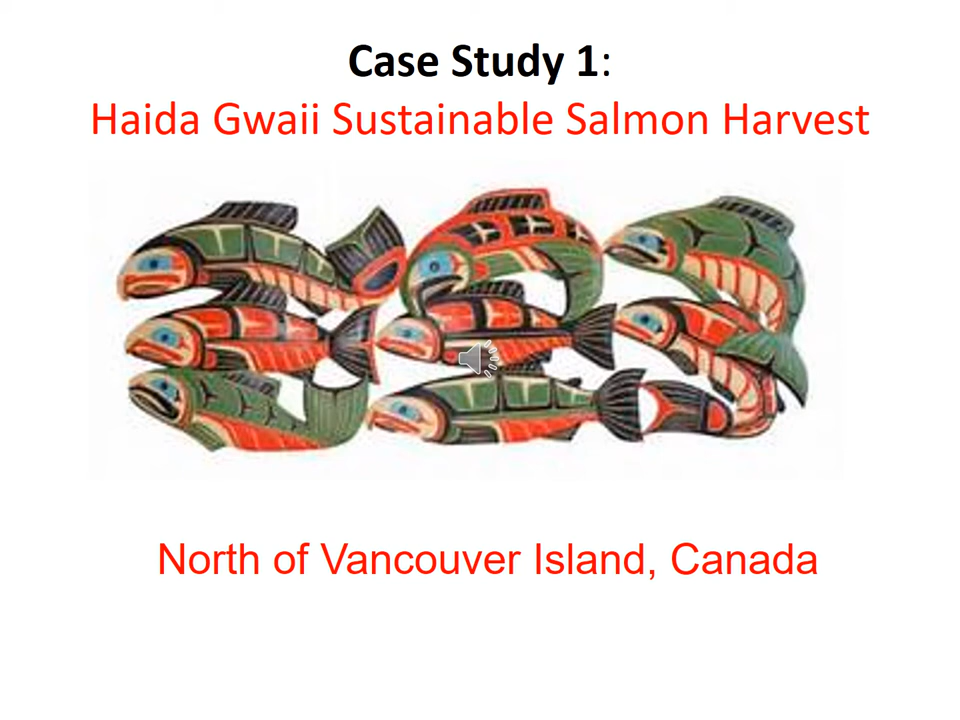 Case Study 1:
Haida Gwaii Sustainable Salmon Harvest
North of Vancouver Island, Canada